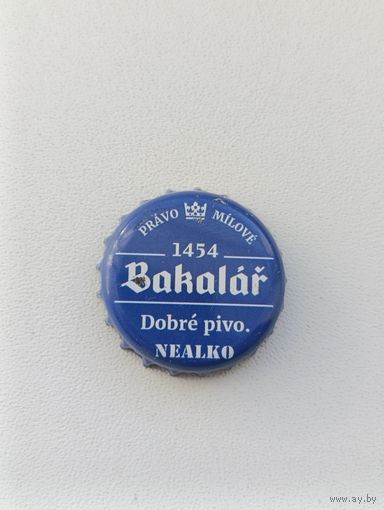 PRÁVO MÍLOVÉ
1454
Bakalář
Dobré pivo.
NEALKO
www.ay.by